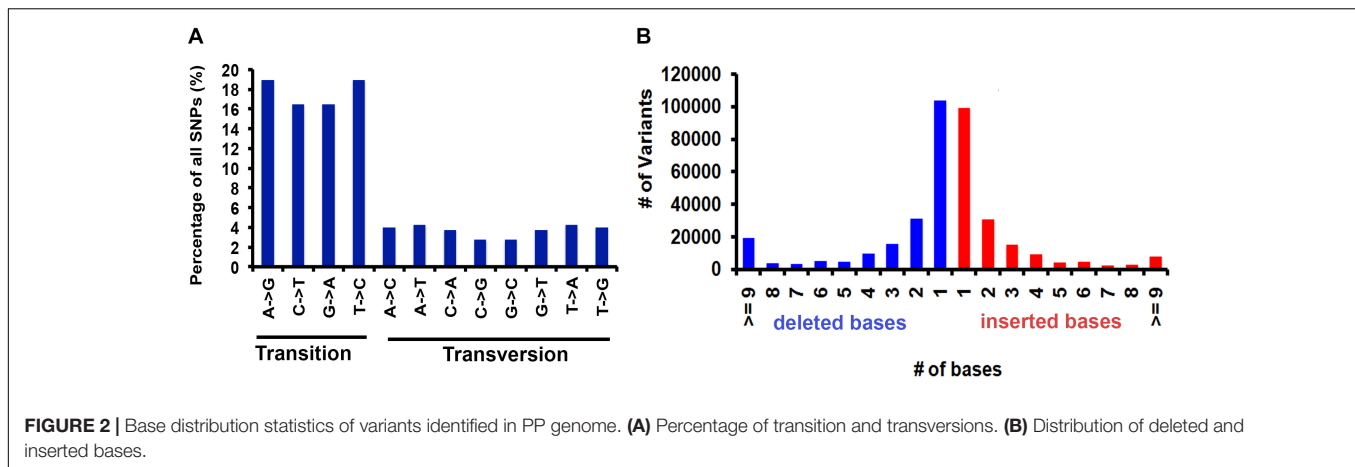 A
B
Percentage of all SNPs (%)
20
18
16
14
12
10
8
6
4
2
0
A->G
C->T
G->A
T->C
A->C
A->T
C->A
C->G
G->C
G->T
T->A
T->G
Transition
Transversion
# of Variants
120000
100000
80000
60000
40000
20000
0
>= 9
8
7
6
5
4
3
2
1
1
2
3
4
5
6
7
8
>= 9
deleted bases
inserted bases
# of bases
FIGURE 2 | Base distribution statistics of variants identified in PP genome. (A) Percentage of transition and transversions. (B) Distribution of deleted and
inserted bases.